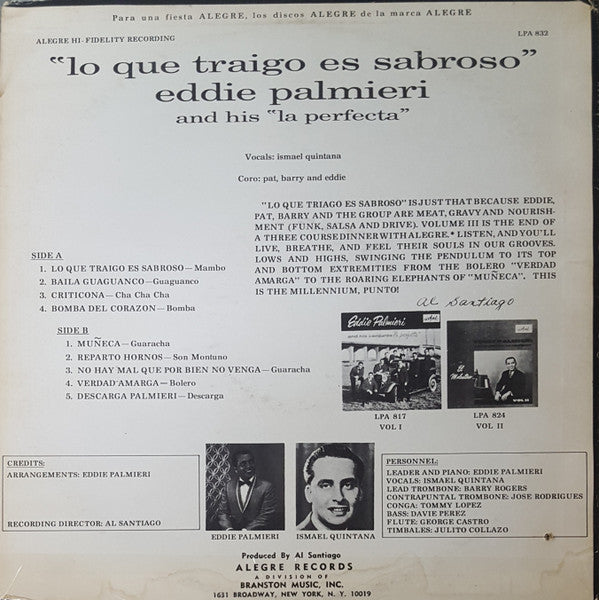 Para una fiesta ALEGRE, los discos ALEGRE de la marca ALEGRE
ALEGRE HI-FIDELITY RECORDING
LPA 832
"lo que traigo es sabroso"
eddie palmieri
and his "la perfecta"
Vocals: ismael quintana
Coro: pat, barry and eddie
"LO QUE TRIAGO ES SABROSO" IS JUST THAT BECAUSE EDDIE,
PAT, BARRY AND THE GROUP ARE MEAT, GRAVY AND NOURISH-
MENT (FUNK, SALSA AND DRIVE). VOLUME III IS THE END OF
A THREE COURSE DINNER WITH ALEGRE.* LISTEN, AND YOU'LL
LIVE, BREATHE, AND FEEL THEIR SOULS IN OUR GROOVES.
LOWS AND HIGHS, SWINGING THE PENDULUM TO ITS TOP
AND BOTTOM EXTREMITIES FROM THE BOLERO "VERDAD
AMARGA" TO THE ROARING ELEPHANTS OF "MUÑECA". THIS
IS THE MILLENNIUM, PUNTO!
Al Santiago
SIDE A
1. LO QUE TRAIGO ES SABROSO—Mambo
2. BAILA GUAGUANCO—Guaguanco
3. CRITICONA—Cha Cha Cha
4. BOMBA DEL CORAZON—Bomba
SIDE B
1. MUÑECA—Guaracha
2. REPARTO HORNOS—Son Montuno
3. NO HAY MAL QUE POR BIEN NO VENGA—Guaracha
4. VERDAD AMARGA—Bolero
5. DESCARGA PALMIERI—Descarga
Eddie Palmieri
LPA 817
VOL I
EDDIE PALMIERI
El Molestoso
VOL II
LPA 824
VOL II
CREDITS:
ARRANGEMENTS: EDDIE PALMIERI
RECORDING DIRECTOR: AL SANTIAGO
EDDIE PALMIERI
ISMAEL QUINTANA
PERSONNEL:
LEADER AND PIANO: EDDIE PALMIERI
VOCALS: ISMAEL QUINTANA
LEAD TROMBONE: BARRY ROGERS
CONTRAPUNTAL TROMBONE: JOSE RODRIGUES
CONGA: TOMMY LOPEZ
BASS: DAVIE PEREZ
FLUTE: GEORGE CASTRO
TIMBALES: JULITO COLLAZO
Produced By Al Santiago
ALEGRE RECORDS
A DIVISION OF
BRANSTON MUSIC, INC.
1631 BROADWAY, NEW YORK, N. Y. 10019